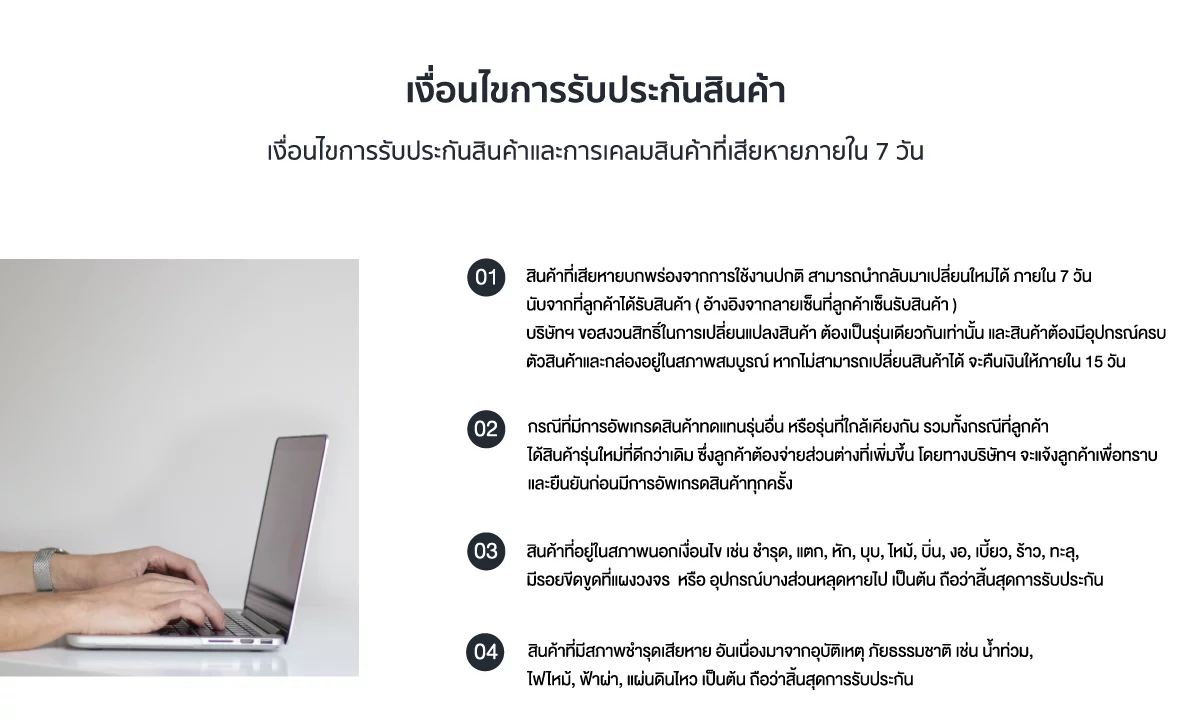 เงื่อนไขการรับประกันสินค้า
เงื่อนไขการรับประกันสินค้าและการเคลมสินค้าที่เสียหายภายใน 7 วัน
01
สินค้าที่เสียหายบกพร่องจากการใช้งานปกติ สามารถนำกลับมาเปลี่ยนใหม่ได้ ภายใน 7 วัน
นับจากที่ลูกค้าได้รับสินค้า ( อ้างอิงจากลายเซ็นที่ลูกค้าเซ็นรับสินค้า )
บริษัทฯ ขอสงวนสิทธิ์ในการเปลี่ยนแปลงสินค้า ต้องเป็นรุ่นเดียวกันเท่านั้น และสินค้าต้องมีอุปกรณ์ครบ
ตัวสินค้าและกล่องอยู่ในสภาพสมบูรณ์ หากไม่สามารถเปลี่ยนสินค้าได้ จะคืนเงินให้ภายใน 15 วัน
02
กรณีที่มีการอัพเกรดสินค้าทดแทนรุ่นอื่น หรือรุ่นที่ใกล้เคียงกัน รวมทั้งกรณีที่ลูกค้า
ได้สินค้ารุ่นใหม่ที่ดีกว่าเดิม ซึ่งลูกค้าต้องจ่ายส่วนต่างที่เพิ่มขึ้น โดยทางบริษัทฯ จะแจ้งลูกค้าเพื่อทราบ
และยืนยันก่อนมีการอัพเกรดสินค้าทุกครั้ง
03
สินค้าที่อยู่ในสภาพนอกเงื่อนไข เช่น ชำรุด, แตก, หัก, บุบ, ไหม้, บิ่น, งอ, เบี้ยว, ร้าว, ทะลุ,
มีรอยขีดขูดที่แผงวงจร หรือ อุปกรณ์บางส่วนหลุดหายไป เป็นต้น ถือว่าสิ้นสุดการรับประกัน
04
สินค้าที่มีสภาพชำรุดเสียหาย อันเนื่องมาจากอุบัติเหตุ ภัยธรรมชาติ เช่น น้ำท่วม,
ไฟไหม้, ฟ้าผ่า, แผ่นดินไหว เป็นต้น ถือว่าสิ้นสุดการรับประกัน